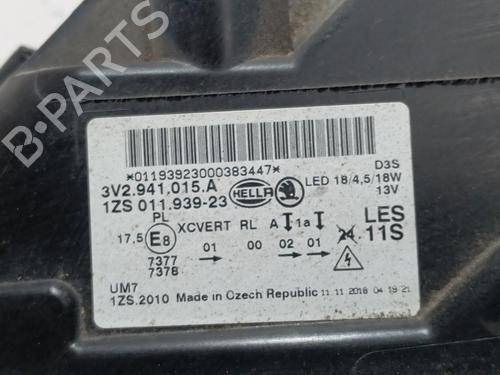 B-PARTS
*01193923000383447*
3V2.941.015.A
1ZS 011.939-23
HELLA
D3S
LED 18/4,5/18W
13V
PL
17,5 E8 XCVERT RL A 1a
7377 01 00 02 01
7378
LES
24 11S
UM7
1ZS.2010 Made in Czech Republic 11.11.2018 04 19 21